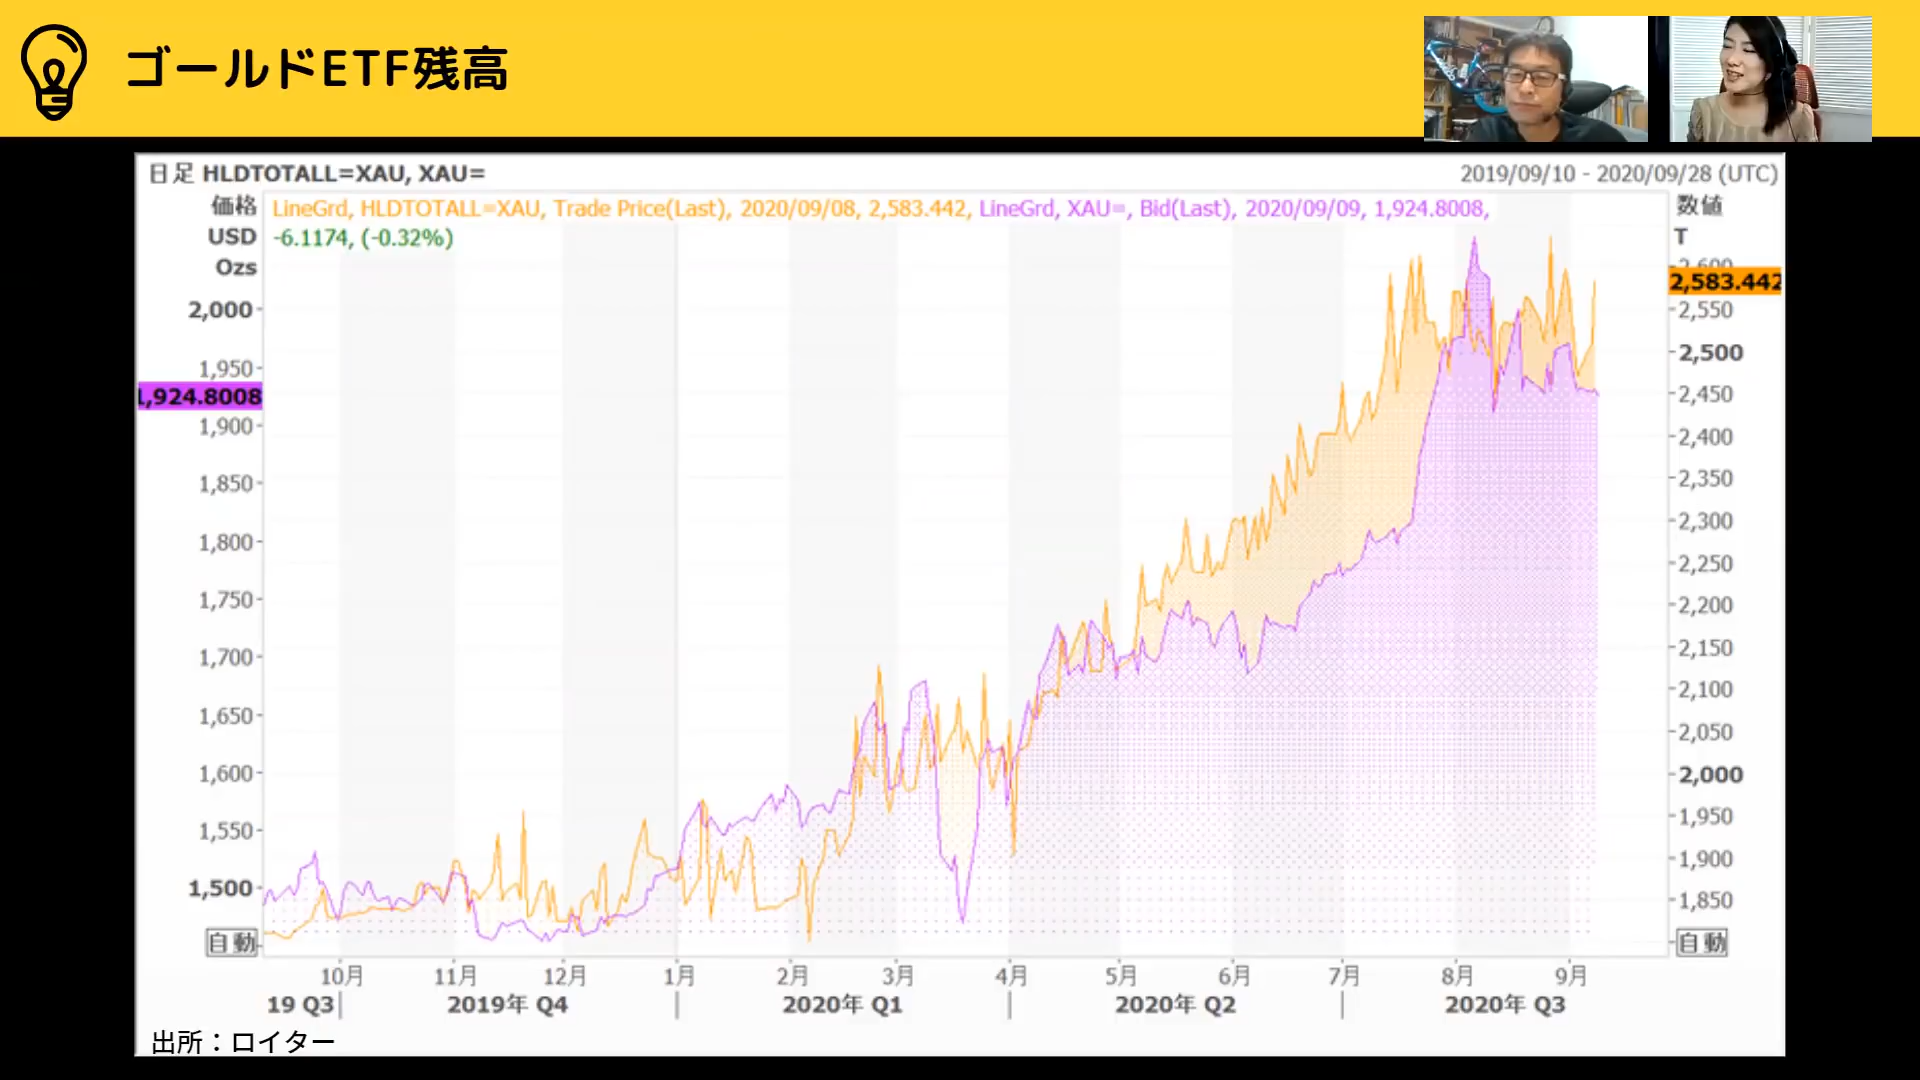 ゴールドETF残高
日足 HLDTOTALL=XAU, XAU=
2019/09/10 - 2020/09/28 (UTC)
価格
USD
Ozs
LineGrd, HLDTOTALL=XAU, Trade Price(Last), 2020/09/08, 2,583.442, LineGrd, XAU=, Bid(Last), 2020/09/09, 1,924.8008,
-6.1174, (-0.32%)
数値
T
2,000
1,950
1,924.8008
1,900
1,850
1,800
1,750
1,700
1,650
1,600
1,550
1,500
自動
2,600
2,583.442
2,550
2,500
2,450
2,400
2,350
2,300
2,250
2,200
2,150
2,100
2,050
2,000
1,950
1,900
1,850
自動
10月 11月 12月 1月 2月 3月 4月 5月 6月 7月 8月 9月
19 Q3 2019年 Q4 2020年 Q1 2020年 Q2 2020年 Q3
出所：ロイター